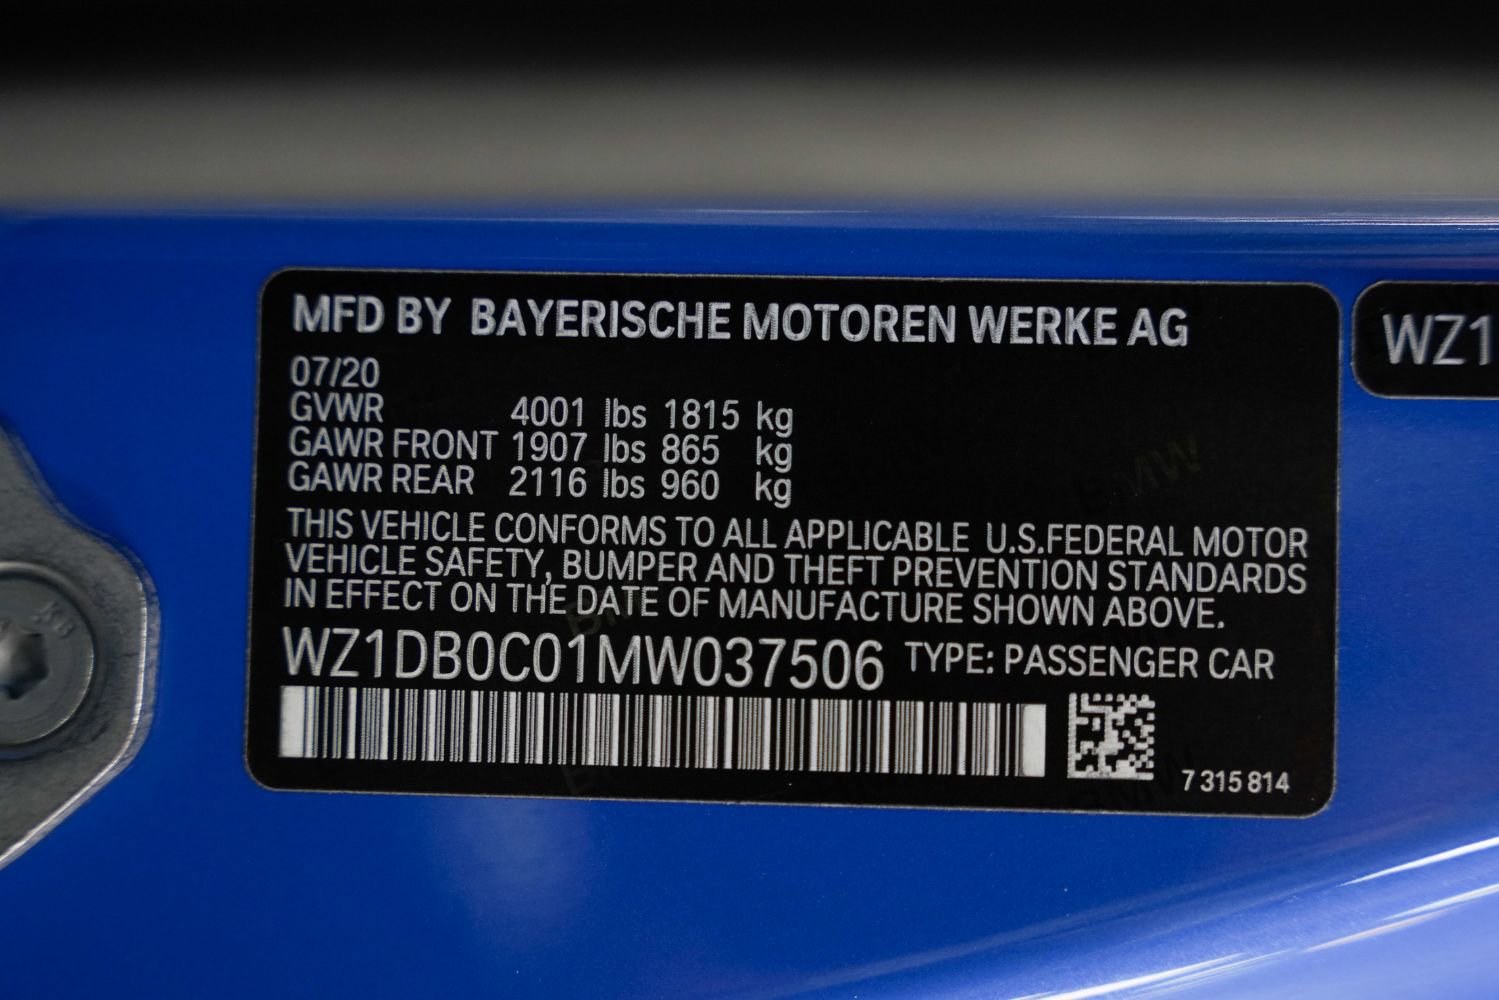 MFD BY BAYERISCHE MOTOREN WERKE AG
07/20
GVWR 4001 lbs 1815 kg
GAWR FRONT 1907 lbs 865 kg
GAWR REAR 2116 lbs 960 kg
THIS VEHICLE CONFORMS TO ALL APPLICABLE U.S.FEDERAL MOTOR
VEHICLE SAFETY, BUMPER AND THEFT PREVENTION STANDARDS
IN EFFECT ON THE DATE OF MANUFACTURE SHOWN ABOVE.
WZ1DB0C01MW037506 TYPE: PASSENGER CAR
7 315 814
WZ1
BMW